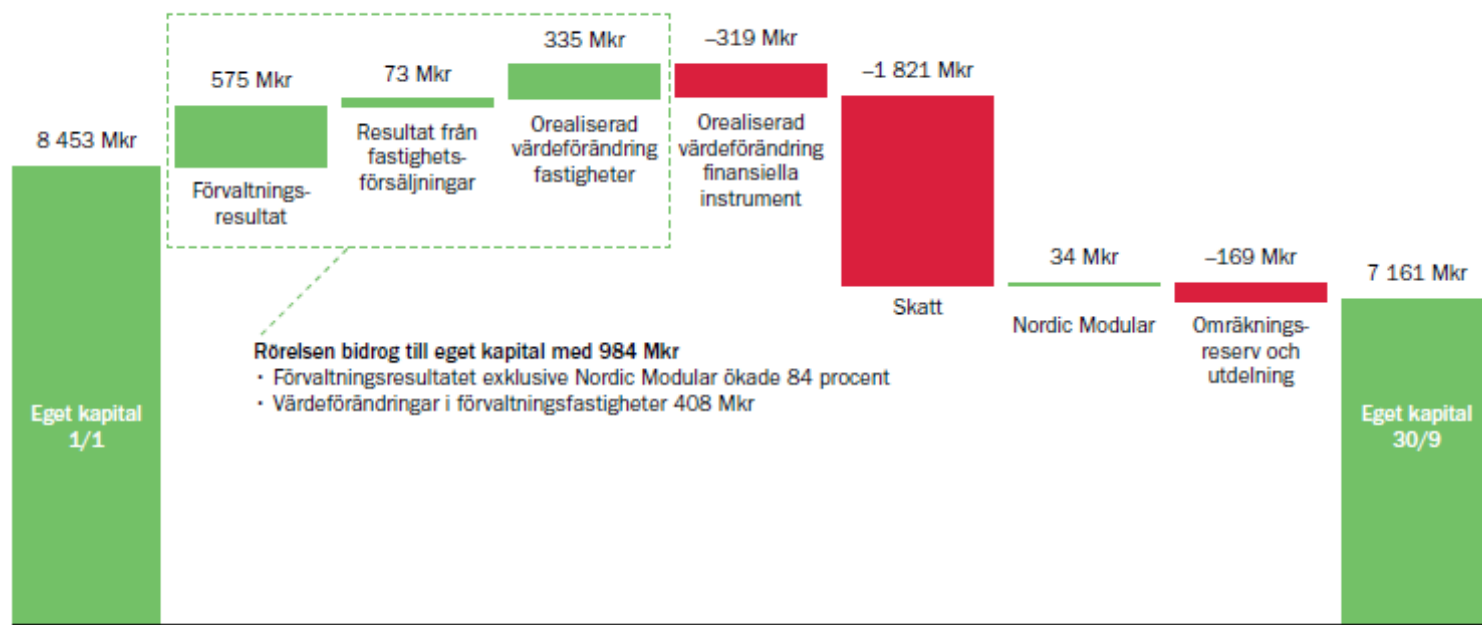 8 453 Mkr
Eget kapital
1/1
575 Mkr
Förvaltnings-
resultat
73 Mkr
Resultat från
fastighets-
försäljningar
335 Mkr
Orealiserad
värdeförändring
fastigheter
–319 Mkr
Orealiserad
värdeförändring
finansiella
instrument
–1 821 Mkr
Skatt
34 Mkr
Nordic Modular
–169 Mkr
Omräknings-
reserv och
utdelning
7 161 Mkr
Eget kapital
30/9
Rörelsen bidrog till eget kapital med 984 Mkr
· Förvaltningsresultatet exklusive Nordic Modular ökade 84 procent
· Värdeförändringar i förvaltningsfastigheter 408 Mkr